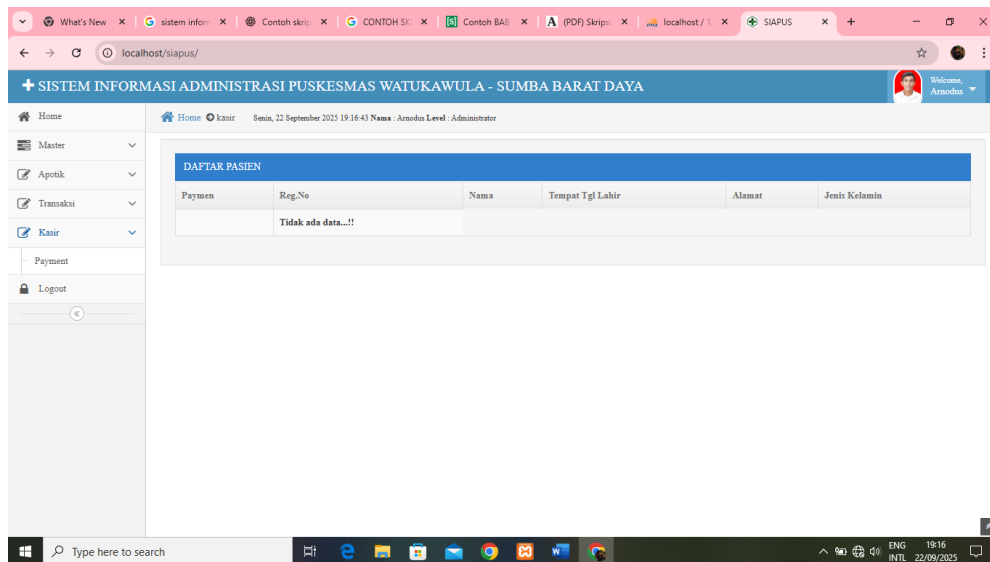 What's New
sistem inforr
Contoh skrip
CONTOH SK
Contoh BAB
(PDF) Skrips
localhost / 1
SIAPUS
localhost/siapus/
SISTEM INFORMASI ADMINISTRASI PUSKESMAS WATUKAWULA - SUMBA BARAT DAYA
Welcome,
Arnodus
Home
Master
Apotik
Transaksi
Kasir
Payment
Logout
Home kasir Senin, 22 September 2025 19:16:43 Nama : Arnodus Level : Administrator
DAFTAR PASIEN
Paymen Reg.No Nama Tempat Tgl Lahir Alamat Jenis Kelamin
Tidak ada data...!!
Type here to search
ENG
INTL
19:16
22/09/2025